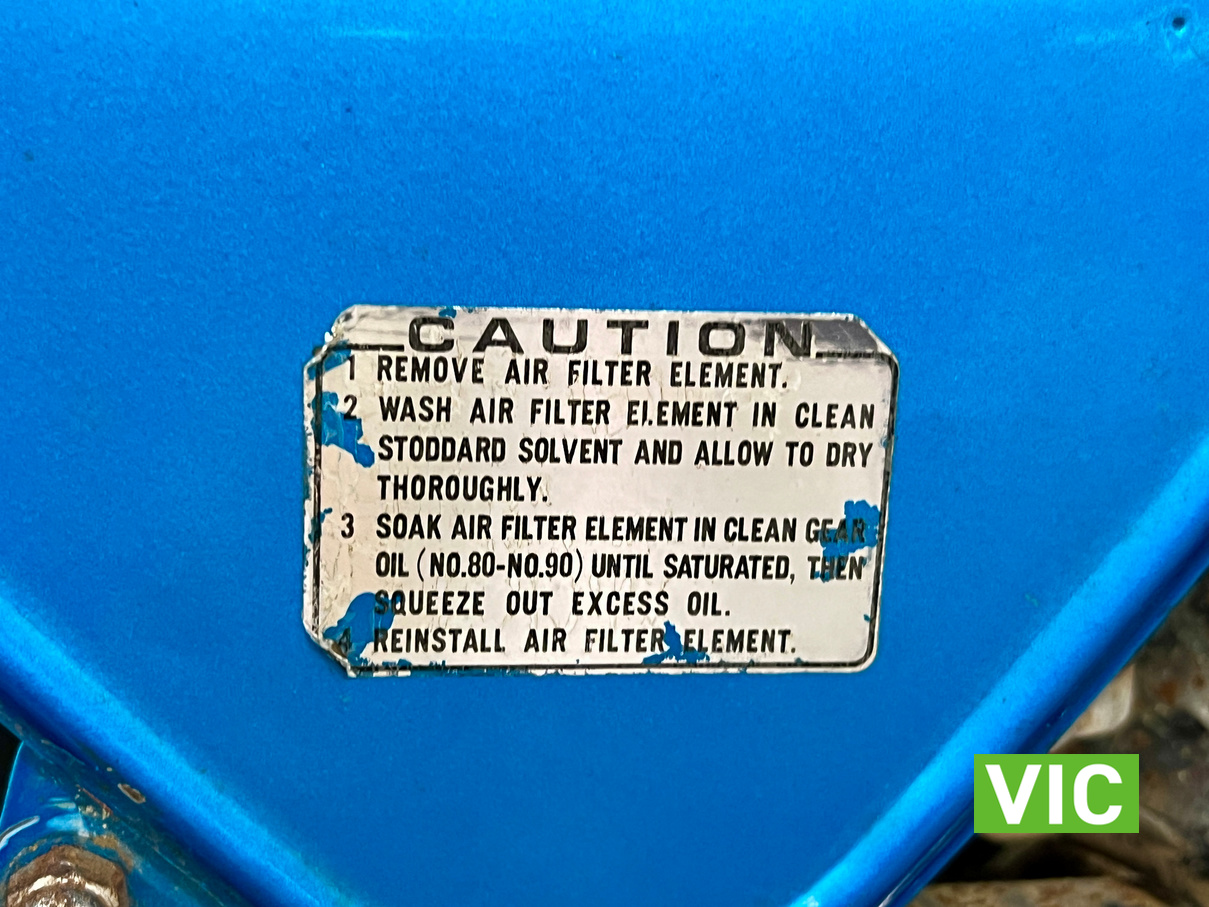 CAUTION
1 REMOVE AIR FILTER ELEMENT.
2 WASH AIR FILTER ELEMENT IN CLEAN
STODDARD SOLVENT AND ALLOW TO DRY
THOROUGHLY.
3 SOAK AIR FILTER ELEMENT IN CLEAN GEAR
OIL (NO.80-NO.90) UNTIL SATURATED, THEN
SQUEEZE OUT EXCESS OIL.
4 REINSTALL AIR FILTER ELEMENT.
VIC